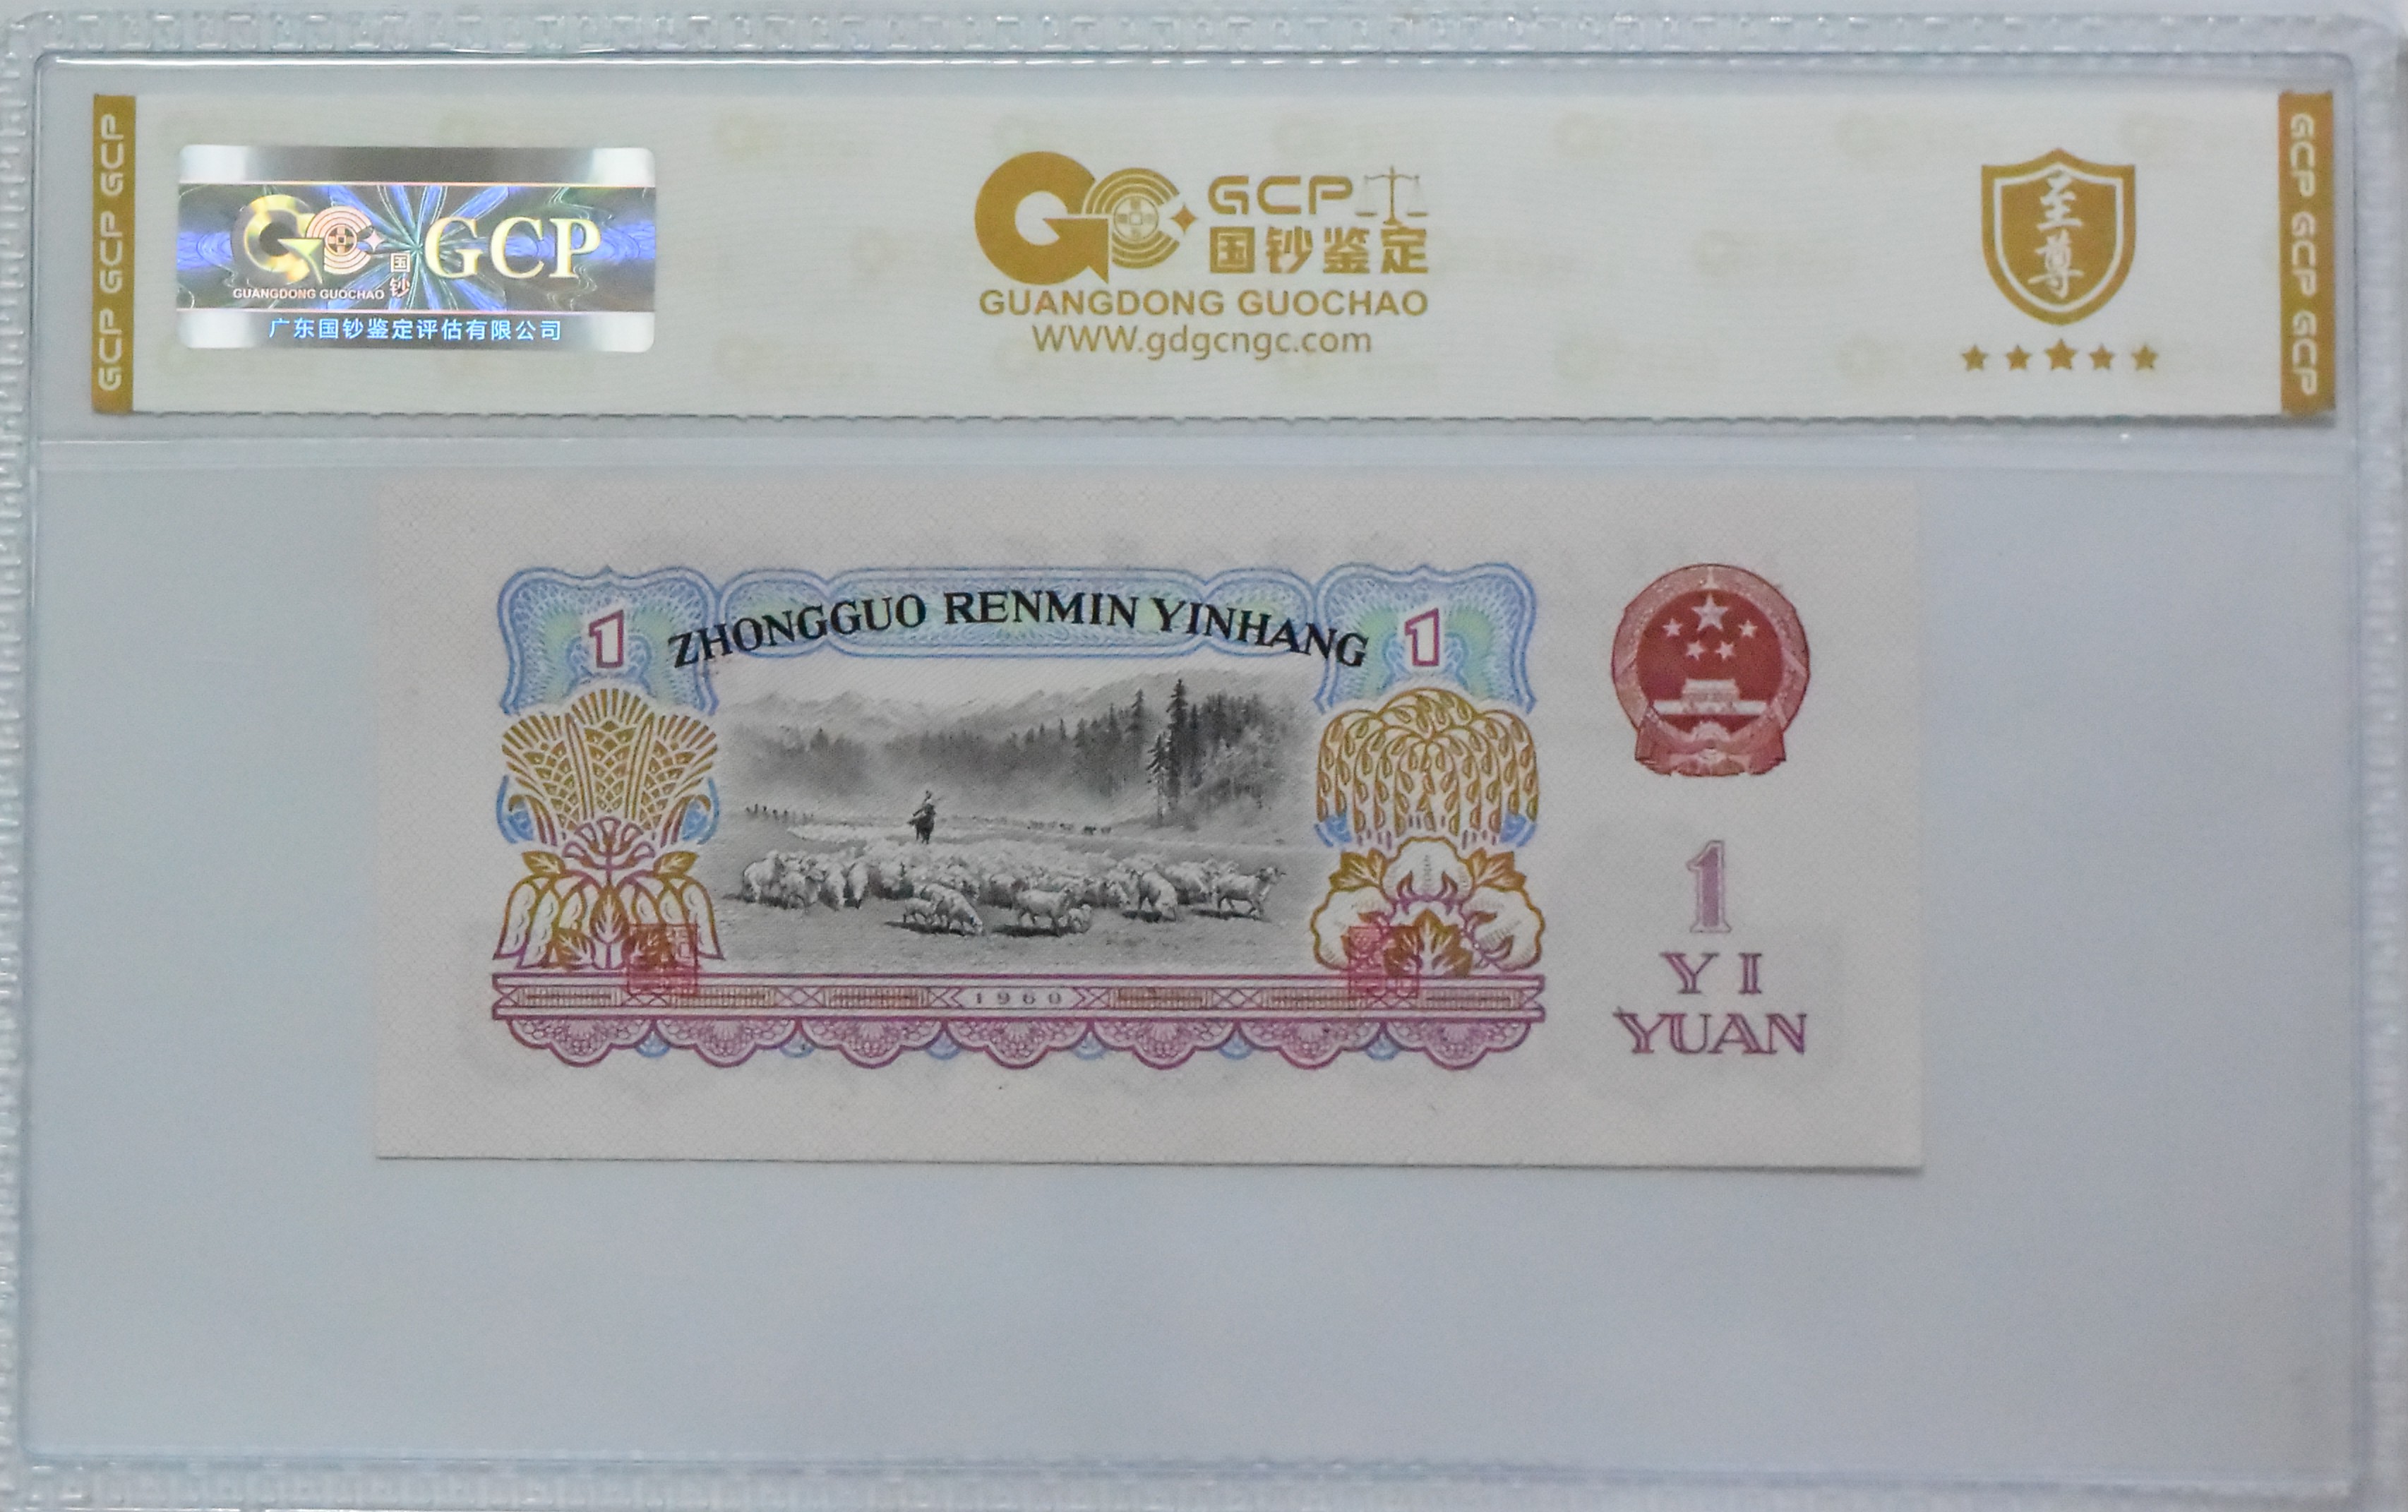 GCP GCP GCP
GCP
国
钞
GUANGDONG GUOCHAO
广东国钞鉴定评估有限公司
GCP
国钞鉴定
GUANGDONG GUOCHAO
WWW.gdgcngc.com
至
尊
GCP GCP GCP
1 ZHONGGUO RENMIN YINHANG 1
1960
1
YI
YUAN